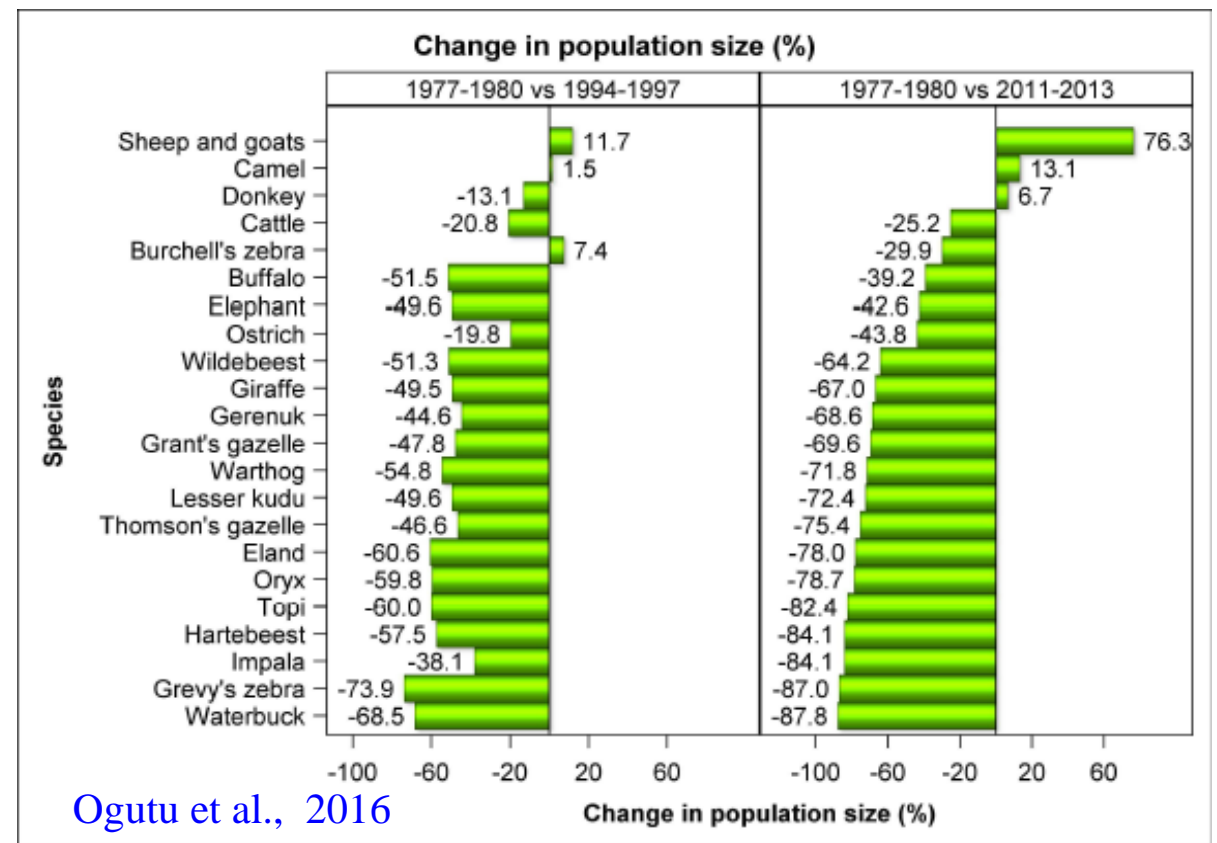 Change in population size (%)
1977-1980 vs 1994-1997 1977-1980 vs 2011-2013
Species
Sheep and goats 11.7 76.3
Camel 1.5 13.1
Donkey -13.1 6.7
Cattle -20.8 -25.2
Burchell's zebra 7.4 -29.9
Buffalo -51.5 -39.2
Elephant -49.6 -42.6
Ostrich -19.8 -43.8
Wildebeest -51.3 -64.2
Giraffe -49.5 -67.0
Gerenuk -44.6 -68.6
Grant's gazelle -47.8 -69.6
Warthog -54.8 -71.8
Lesser kudu -49.6 -72.4
Thomson's gazelle -46.6 -75.4
Eland -60.6 -78.0
Oryx -59.8 -78.7
Topi -60.0 -82.4
Hartebeest -57.5 -84.1
Impala -38.1 -84.1
Grevy's zebra -73.9 -87.0
Waterbuck -68.5 -87.8
-100 -60 -20 20 60 -100 -60 -20 20 60
Ogutu et al., 2016 Change in population size (%)